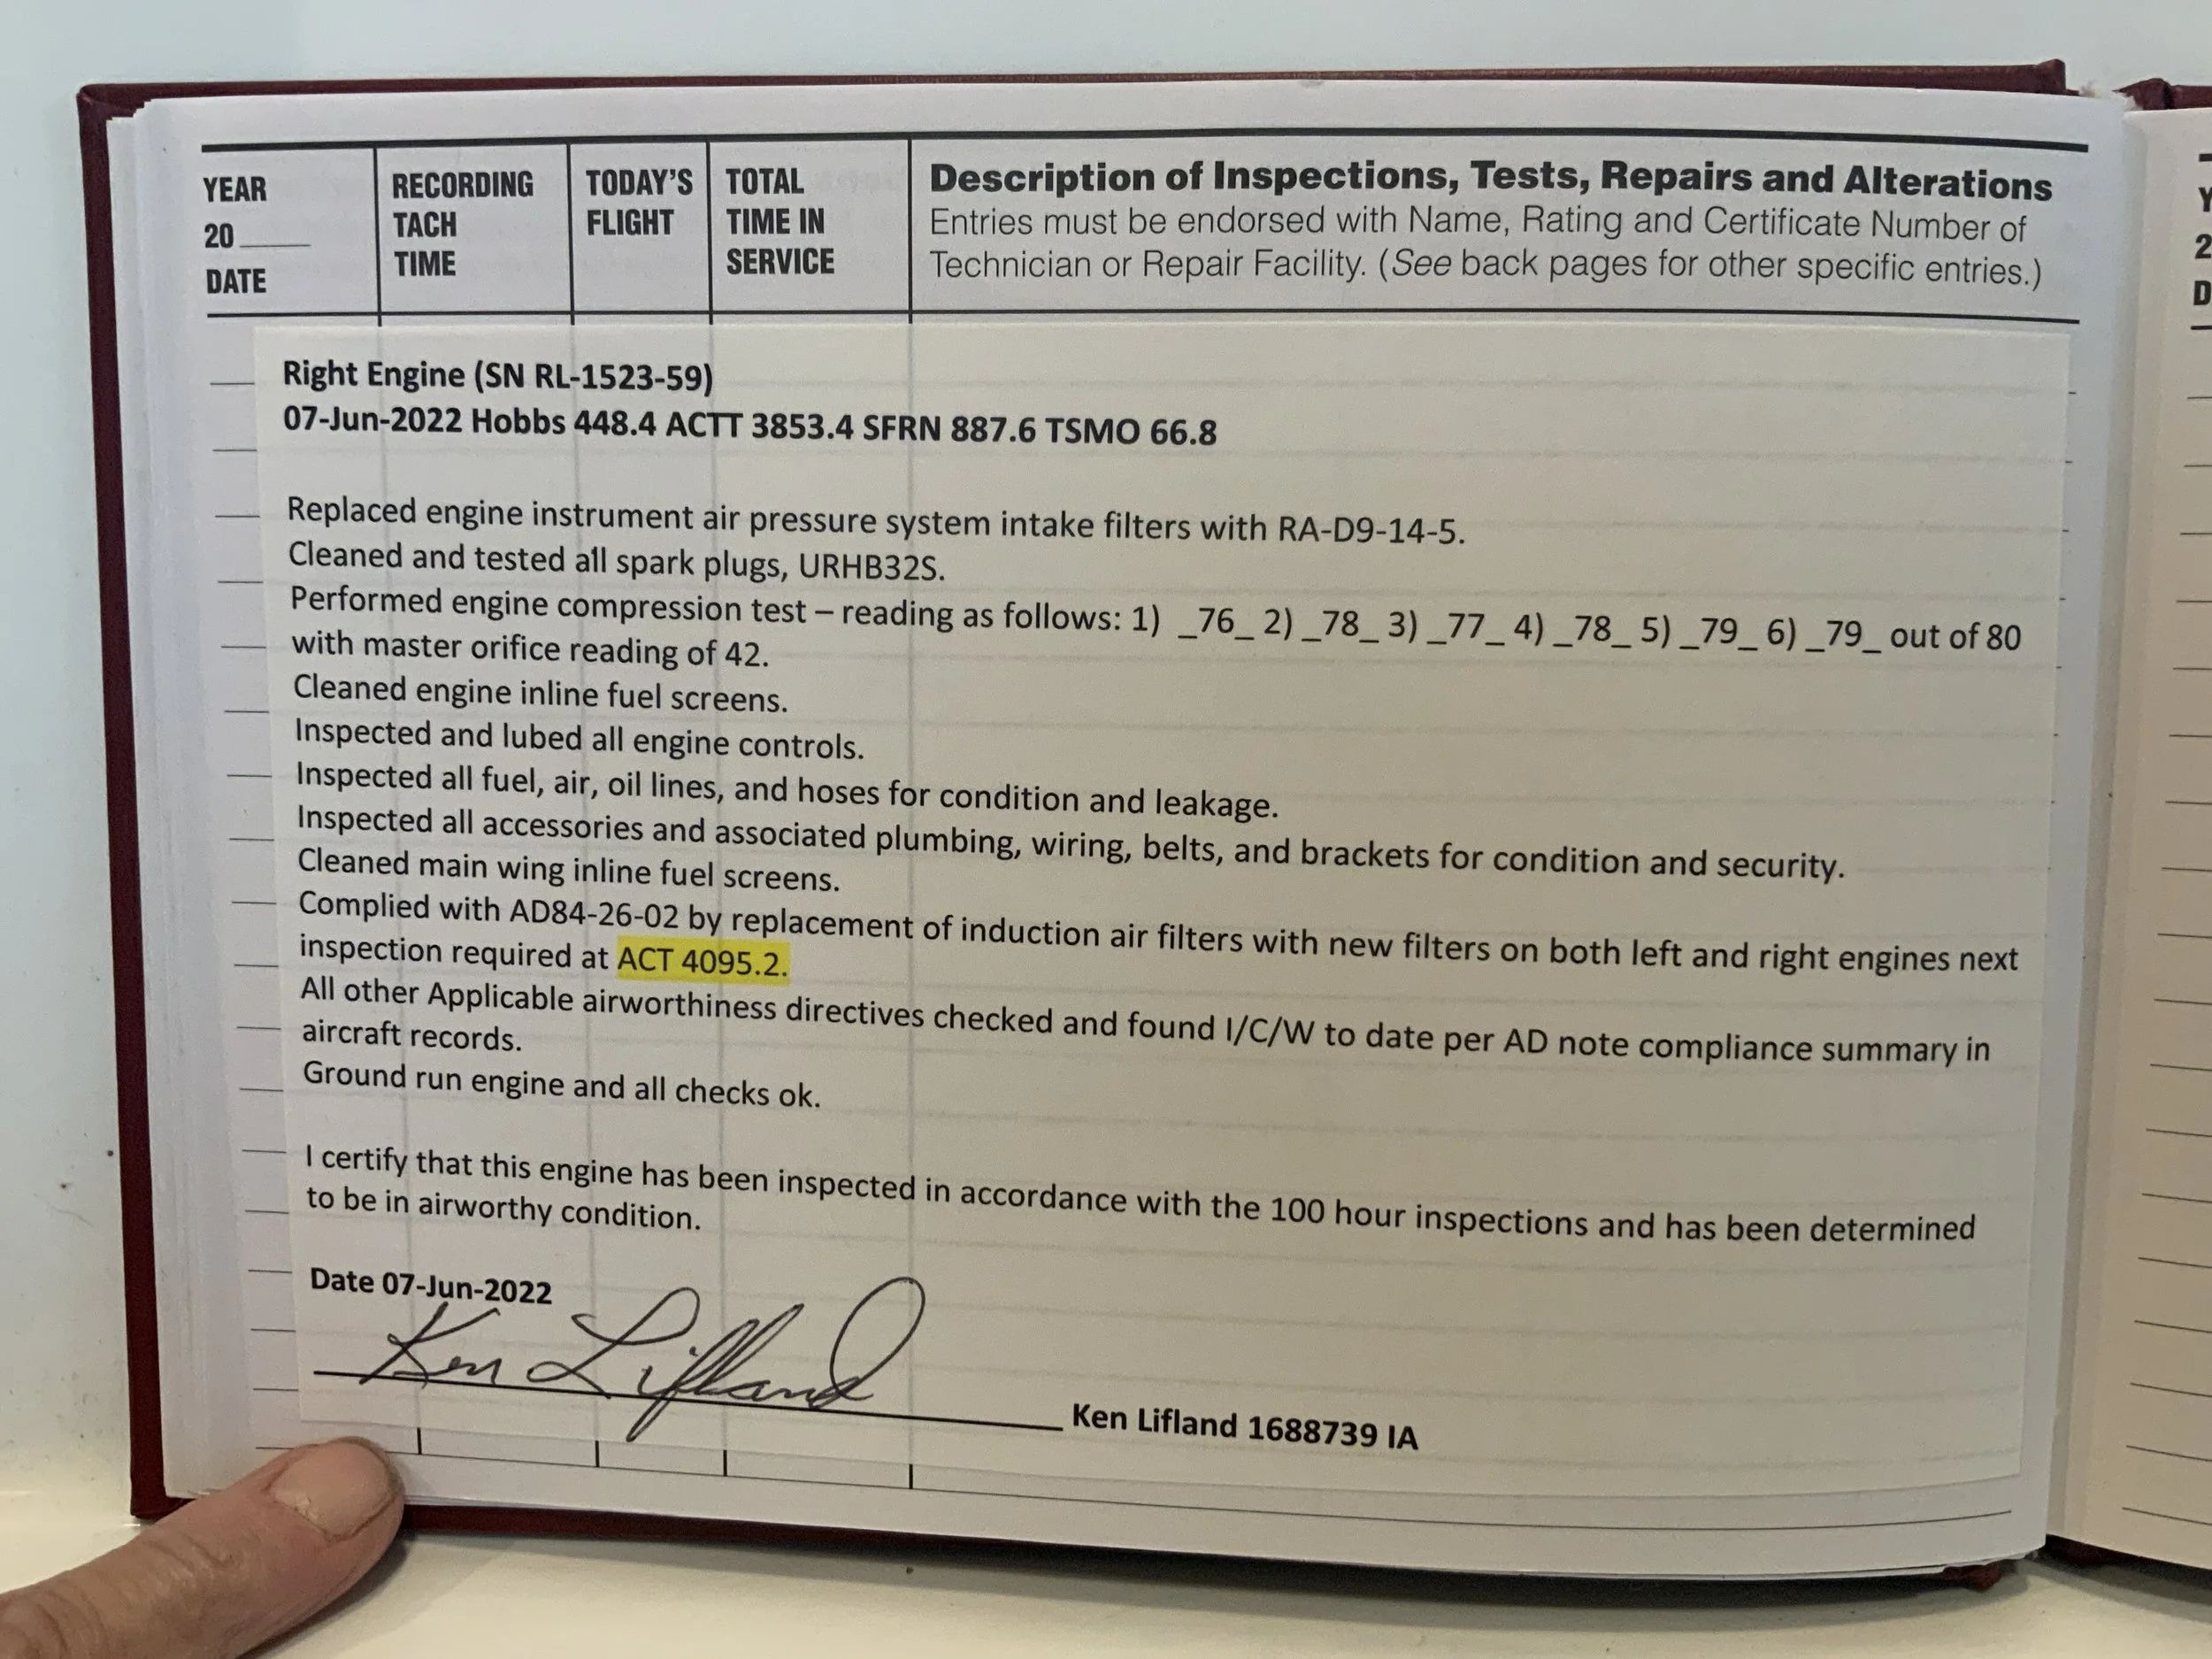 YEAR
20____
DATE
RECORDING
TACH
TIME
TODAY'S
FLIGHT
TOTAL
TIME IN
SERVICE
Description of Inspections, Tests, Repairs and Alterations
Entries must be endorsed with Name, Rating and Certificate Number of
Technician or Repair Facility. (See back pages for other specific entries.)
Right Engine (SN RL-1523-59)
07-Jun-2022 Hobbs 448.4 ACTT 3853.4 SFRN 887.6 TSMO 66.8
Replaced engine instrument air pressure system intake filters with RA-D9-14-5.
Cleaned and tested all spark plugs, URHB32S.
Performed engine compression test – reading as follows: 1) _76_ 2) _78_ 3) _77_ 4) _78_ 5) _79_ 6) _79_ out of 80
with master orifice reading of 42.
Cleaned engine inline fuel screens.
Inspected and lubed all engine controls.
Inspected all fuel, air, oil lines, and hoses for condition and leakage.
Inspected all accessories and associated plumbing, wiring, belts, and brackets for condition and security.
Cleaned main wing inline fuel screens.
Complied with AD84-26-02 by replacement of induction air filters with new filters on both left and right engines next
inspection required at ACT 4095.2.
All other Applicable airworthiness directives checked and found I/C/W to date per AD note compliance summary in
aircraft records.
Ground run engine and all checks ok.
I certify that this engine has been inspected in accordance with the 100 hour inspections and has been determined
to be in airworthy condition.
Date 07-Jun-2022
Ken Lifland
Ken Lifland 1688739 IA